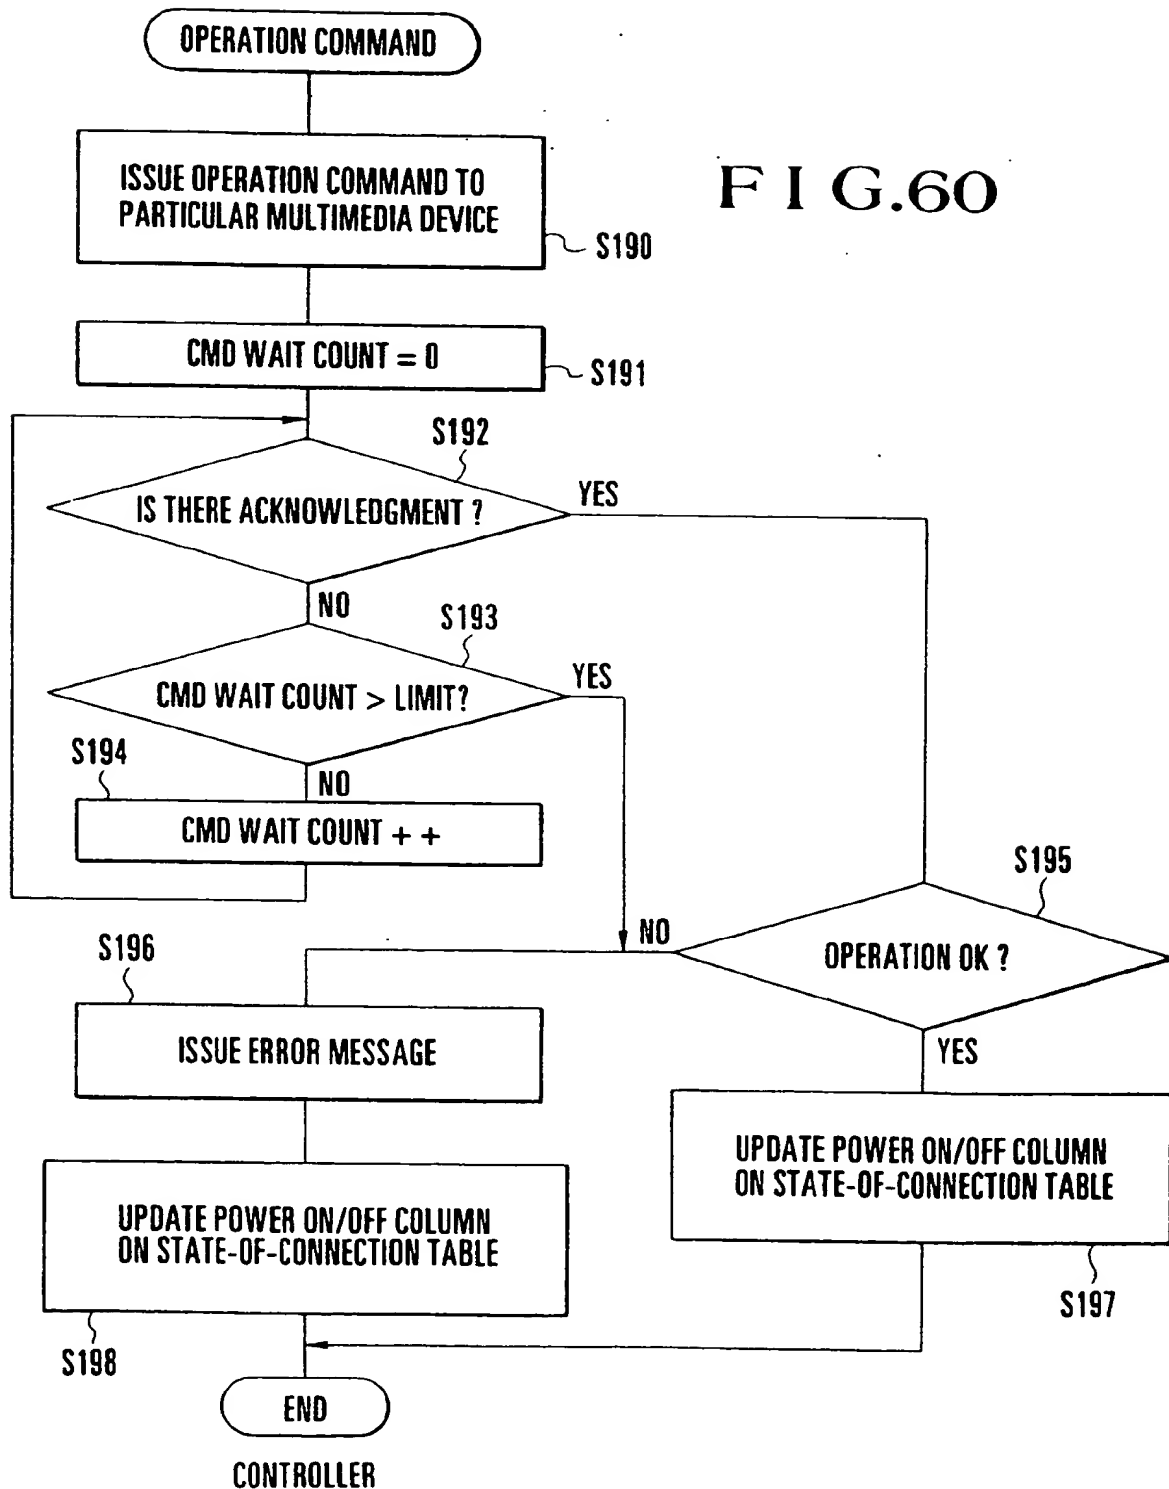 OPERATION COMMAND
ISSUE OPERATION COMMAND TO
PARTICULAR MULTIMEDIA DEVICE
S190
FIG.60
CMD WAIT COUNT = 0
S191
S192
IS THERE ACKNOWLEDGMENT ?
YES
NO
S193
CMD WAIT COUNT > LIMIT?
YES
S194
NO
CMD WAIT COUNT + +
S195
OPERATION OK ?
NO
YES
S196
ISSUE ERROR MESSAGE
UPDATE POWER ON/OFF COLUMN
ON STATE-OF-CONNECTION TABLE
S197
UPDATE POWER ON/OFF COLUMN
ON STATE-OF-CONNECTION TABLE
S198
END
CONTROLLER